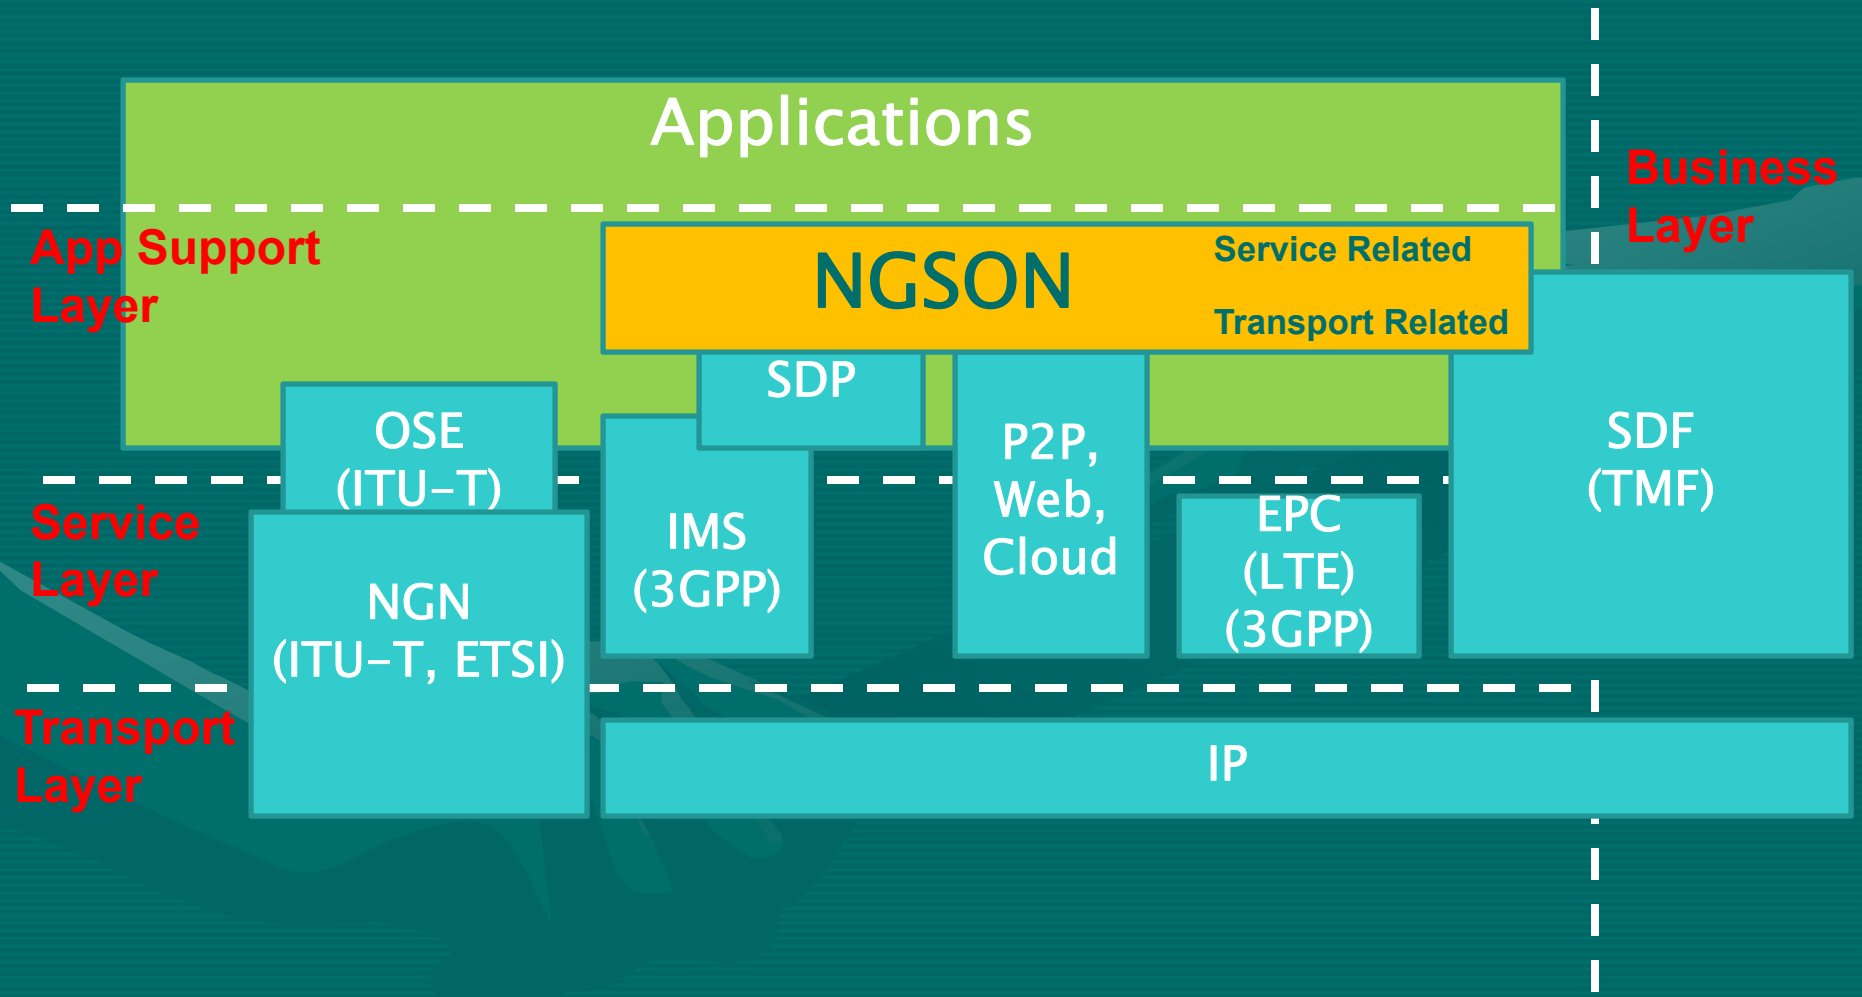 Applications
Business
Layer
App Support
Layer
NGSON
Service Related
Transport Related
SDP
OSE
(ITU-T)
P2P,
Web,
Cloud
SDF
(TMF)
Service
Layer
IMS
(3GPP)
EPC
(LTE)
(3GPP)
NGN
(ITU-T, ETSI)
Transport
Layer
IP